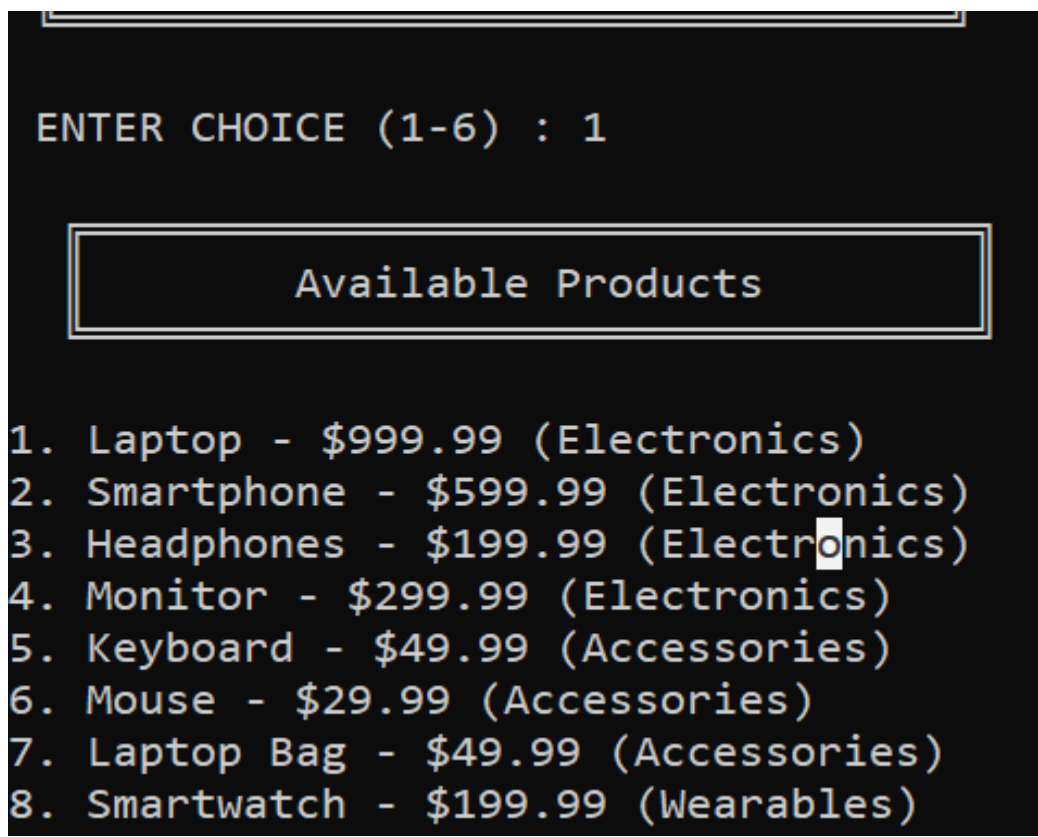 ENTER CHOICE (1-6) : 1
Available Products
1. Laptop - $999.99 (Electronics)
2. Smartphone - $599.99 (Electronics)
3. Headphones - $199.99 (Electronics)
4. Monitor - $299.99 (Electronics)
5. Keyboard - $49.99 (Accessories)
6. Mouse - $29.99 (Accessories)
7. Laptop Bag - $49.99 (Accessories)
8. Smartwatch - $199.99 (Wearables)